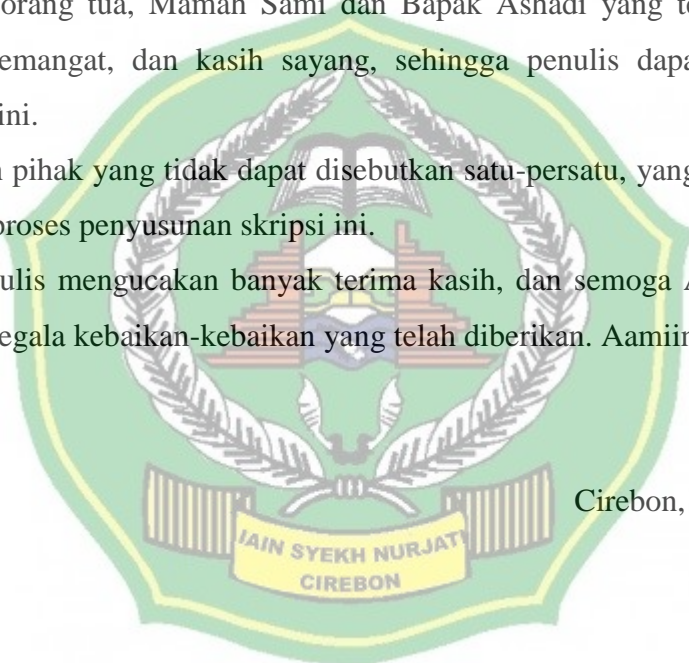 orang tua, Mamah Sami dan Bapak Ashadi yang
emangat, dan kasih sayang, sehingga penulis dapa
ini.
pihak yang tidak dapat disebutkan satu-persatu, yang
proses penyusunan skripsi ini.
ulis mengucakan banyak terima kasih, dan semoga A
egala kebaikan-kebaikan yang telah diberikan. Aamiin
Cirebon,
IAIN SYEKH NURJATI
CIREBON